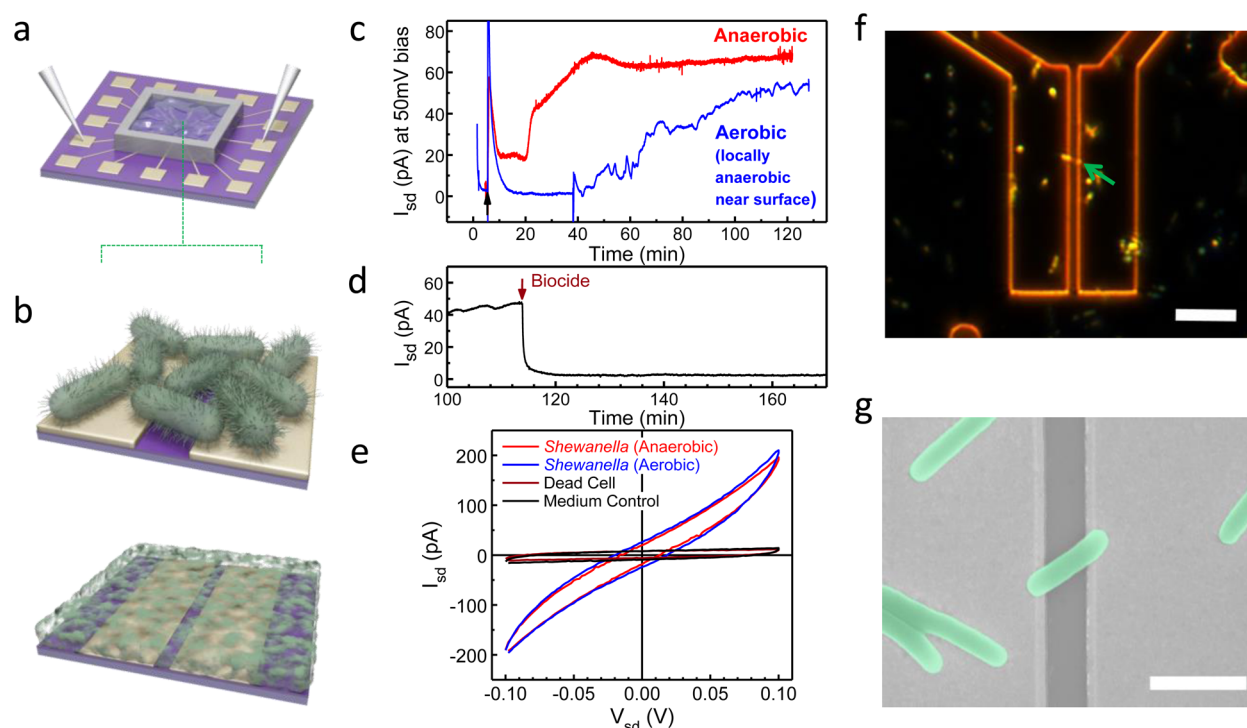 a
b
c
I_sd (pA) at 50mV bias
80
60
40
20
0
Anaerobic
Aerobic
(locally
anaerobic
near surface)
0 20 40 60 80 100 120
Time (min)
d
I_sd (pA)
60
40
20
0
Biocide
100 120 140 160
Time (min)
e
I_sd (pA)
200
100
0
-100
-200
Shewanella (Anaerobic)
Shewanella (Aerobic)
Dead Cell
Medium Control
-0.10 -0.05 0.00 0.05 0.10
V_sd (V)
f
g